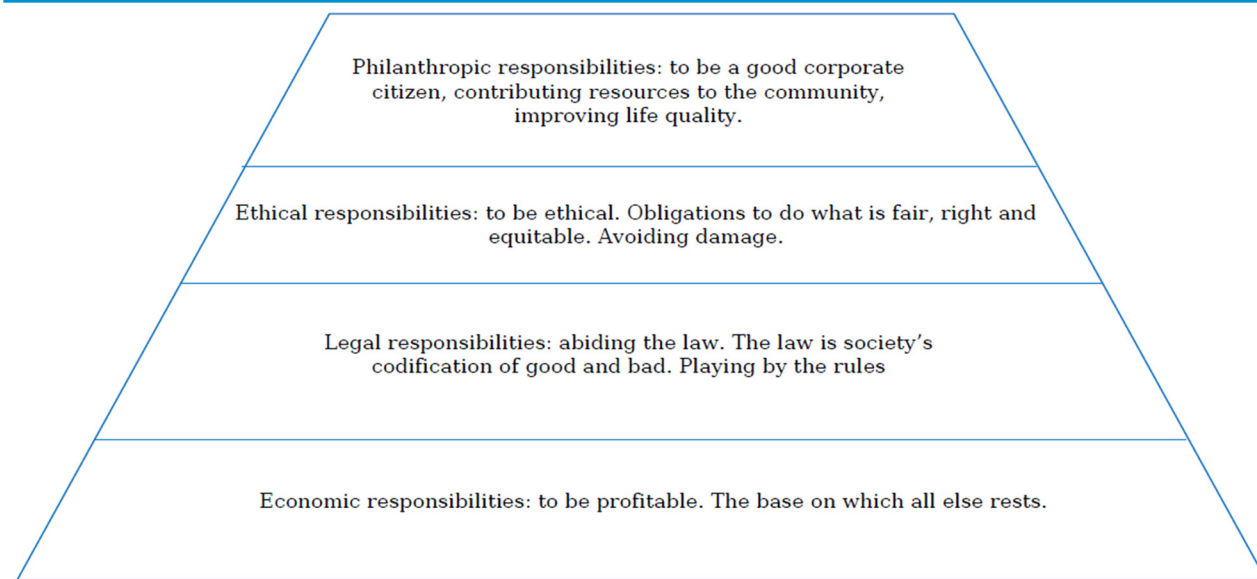 Philanthropic responsibilities: to be a good corporate
citizen, contributing resources to the community,
improving life quality.
Ethical responsibilities: to be ethical. Obligations to do what is fair, right and
equitable. Avoiding damage.
Legal responsibilities: abiding the law. The law is society’s
codification of good and bad. Playing by the rules
Economic responsibilities: to be profitable. The base on which all else rests.